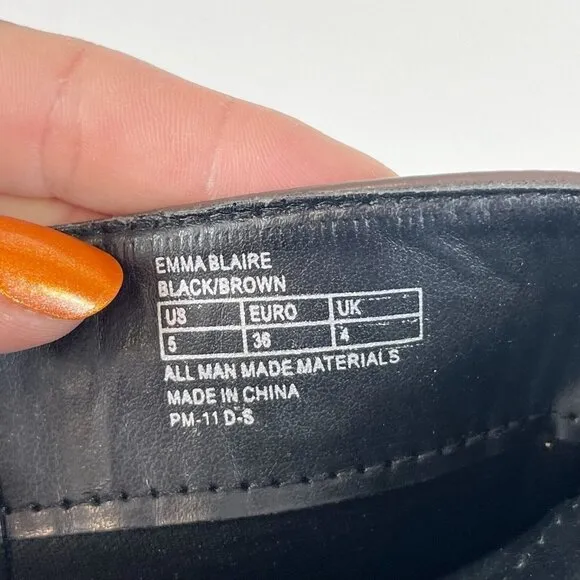 EMMA BLAIRE
BLACK/BROWN
US EURO UK
5 36 4
ALL MAN MADE MATERIALS
MADE IN CHINA
PM-11 D-S